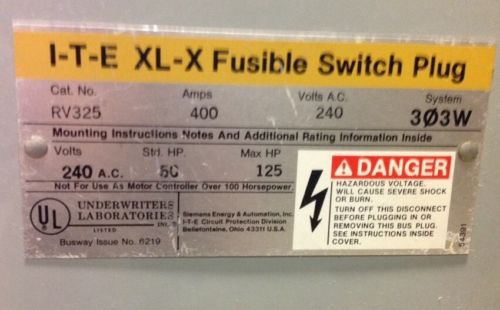 I-T-E XL-X Fusible Switch Plug
Cat. No. Amps Volts A.C. System
RV325 400 240 3Ø3W
Mounting Instructions Notes And Additional Rating Information Inside
Volts Std. HP. Max HP
240 A.C. 50 125
Not For Use As Motor Controller Over 100 Horsepower.
UL
UNDERWRITERS
LABORATORIES
INC.
LISTED
Busway Issue No. 6219
Siemens Energy & Automation, Inc.
I-T-E Circuit Protection Division
Bellefontaine, Ohio 43311 U.S.A.
DANGER
HAZARDOUS VOLTAGE.
WILL CAUSE SEVERE SHOCK
OR BURN.
TURN OFF THIS DISCONNECT
BEFORE PLUGGING IN OR
REMOVING THIS BUS PLUG.
SEE INSTRUCTIONS INSIDE
COVER.